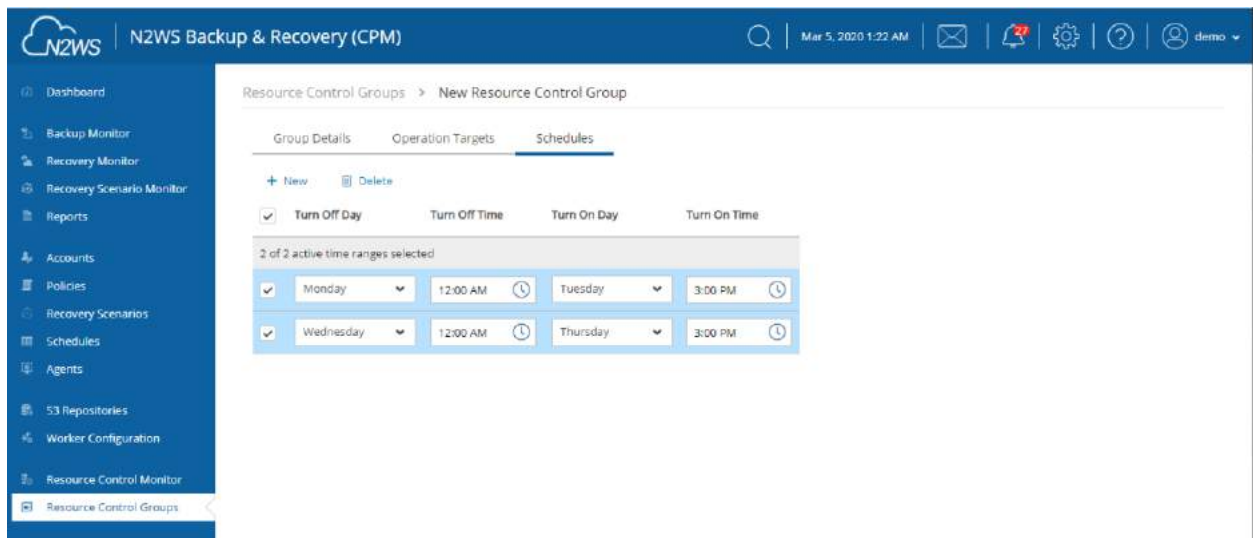 N2WS N2WS Backup & Recovery (CPM) Mar 5, 2020 1:22 AM 27 demo
Dashboard
Backup Monitor
Recovery Monitor
Recovery Scenario Monitor
Reports
Accounts
Policies
Recovery Scenarios
Schedules
Agents
S3 Repositories
Worker Configuration
Resource Control Monitor
Resource Control Groups
Resource Control Groups > New Resource Control Group
Group Details Operation Targets Schedules
+ New Delete
Turn Off Day Turn Off Time Turn On Day Turn On Time
2 of 2 active time ranges selected
Monday 12:00 AM Tuesday 3:00 PM
Wednesday 12:00 AM Thursday 3:00 PM